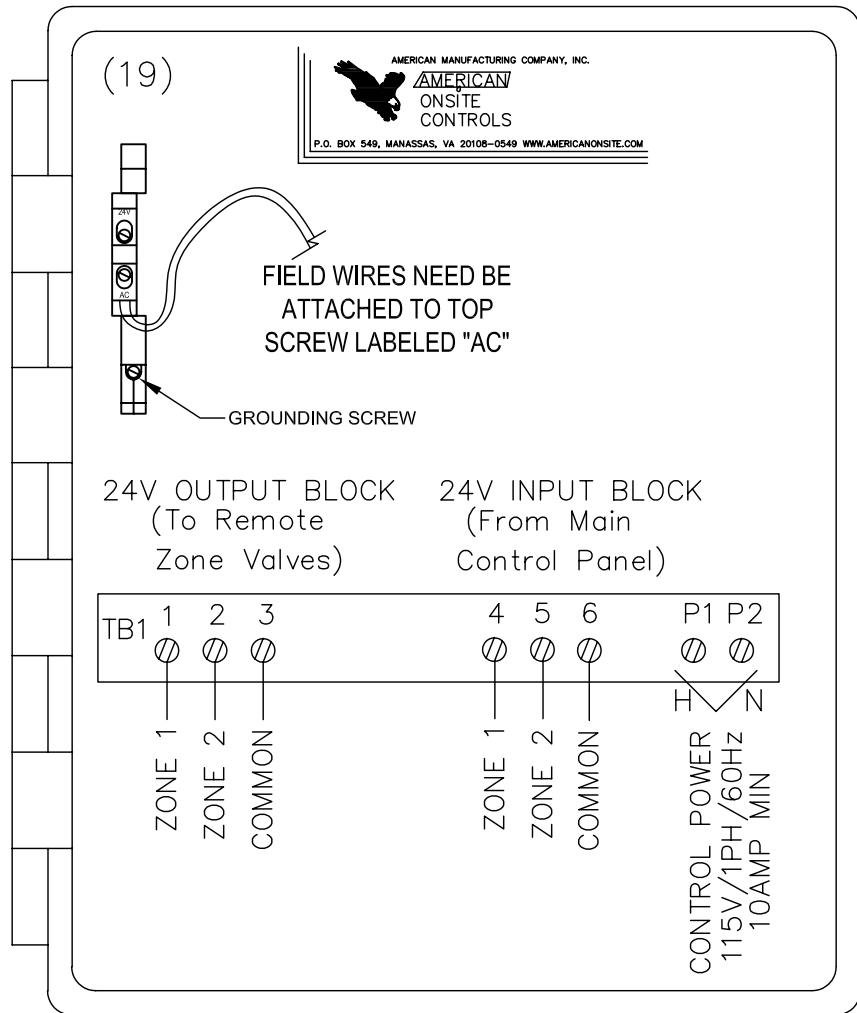 (19)
AMERICAN MANUFACTURING COMPANY, INC.
AMERICAN
ONSITE
CONTROLS
P.O. BOX 549, MANASSAS, VA 20108-0549 WWW.AMERICANONSITE.COM
24V
AC
FIELD WIRES NEED BE
ATTACHED TO TOP
SCREW LABELED "AC"
GROUNDING SCREW
24V OUTPUT BLOCK
(To Remote
Zone Valves)
24V INPUT BLOCK
(From Main
Control Panel)
TB1 1 2 3 4 5 6 P1 P2
H N
ZONE 1
ZONE 2
COMMON
ZONE 1
ZONE 2
COMMON
CONTROL POWER
115V/1PH/60Hz
10AMP MIN